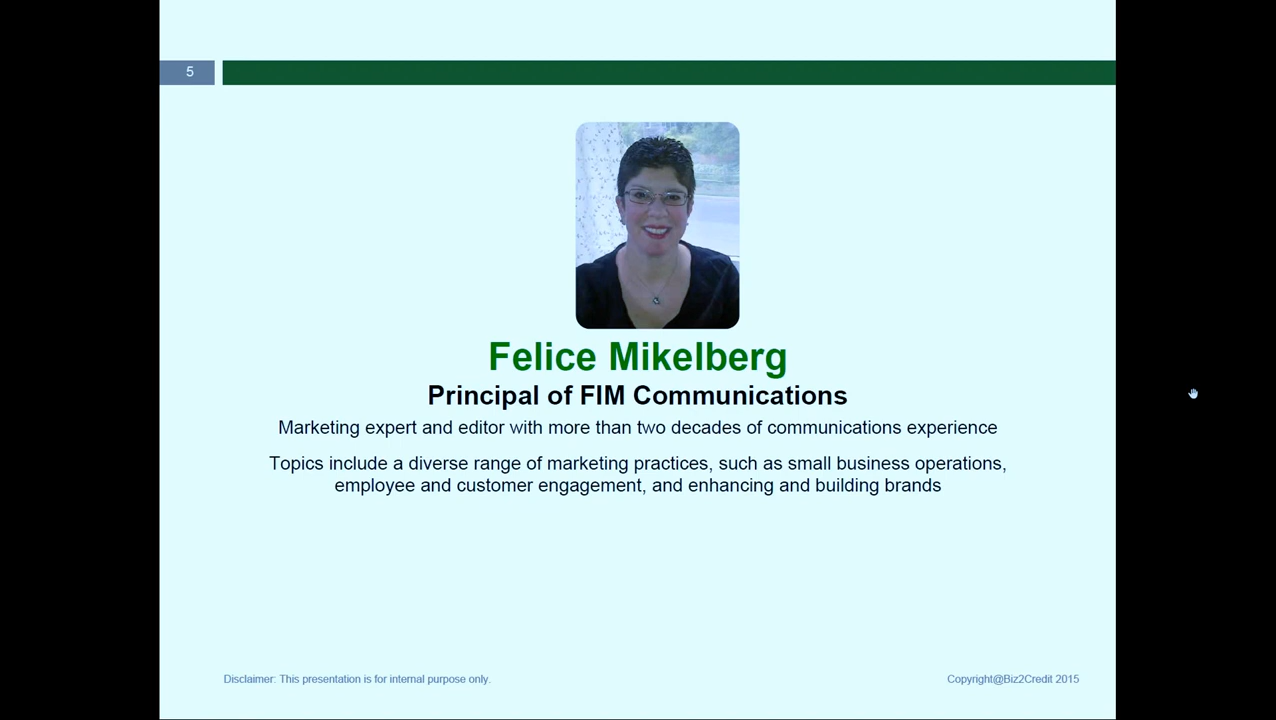 5
Felice Mikelberg
Principal of FIM Communications
Marketing expert and editor with more than two decades of communications experience
Topics include a diverse range of marketing practices, such as small business operations,
employee and customer engagement, and enhancing and building brands
Disclaimer: This presentation is for internal purpose only.
Copyright@Biz2Credit 2015